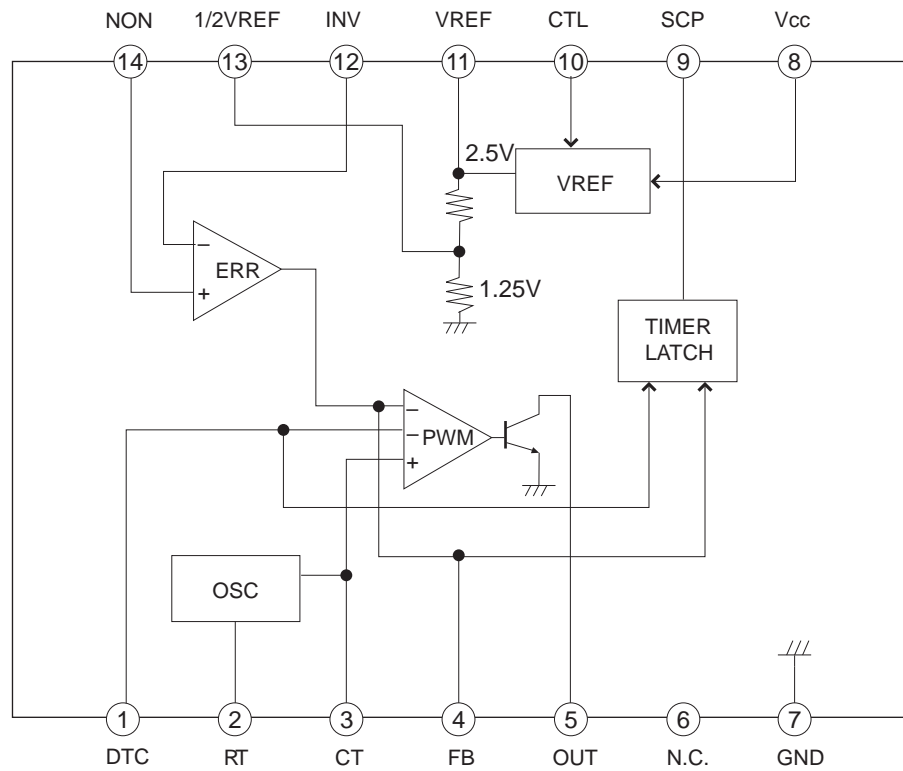 NON 1/2VREF INV VREF CTL SCP Vcc
14 13 12 11 10 9 8
2.5V
VREF
−
ERR
+
1.25V
TIMER
LATCH
−
− PWM
+
OSC
1 2 3 4 5 6 7
DTC RT CT FB OUT N.C. GND